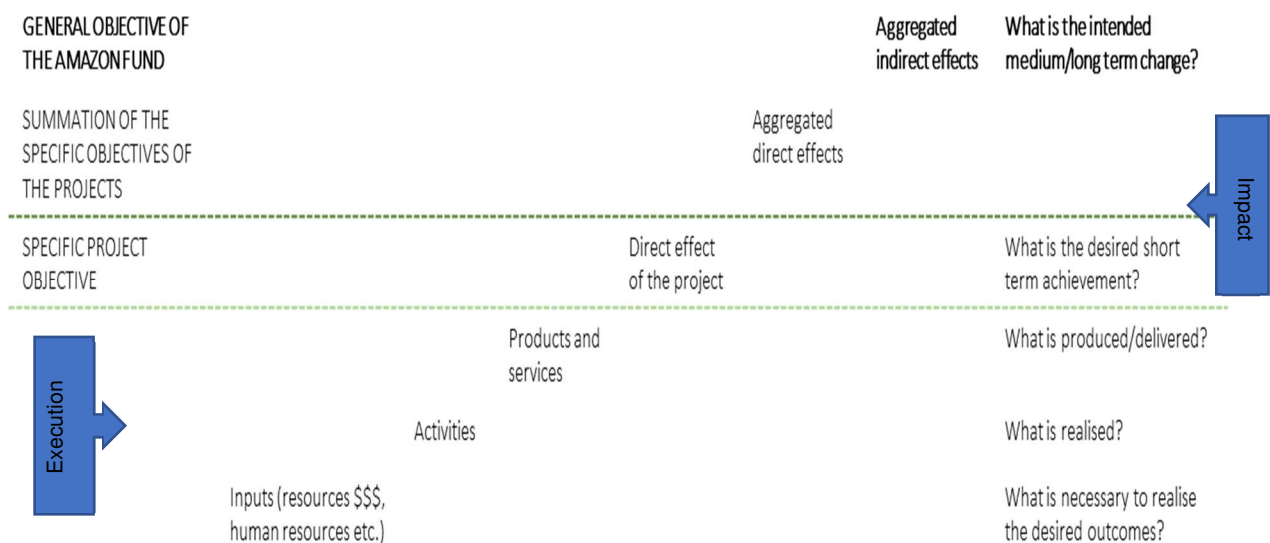 GENERAL OBJECTIVE OF
THE AMAZON FUND
Aggregated
indirect effects
What is the intended
medium/long term change?
SUMMATION OF THE
SPECIFIC OBJECTIVES OF
THE PROJECTS
Aggregated
direct effects
Impact
SPECIFIC PROJECT
OBJECTIVE
Direct effect
of the project
What is the desired short
term achievement?
Products and
services
What is produced/delivered?
Execution
Activities
What is realised?
Inputs (resources $$$,
human resources etc.)
What is necessary to realise
the desired outcomes?